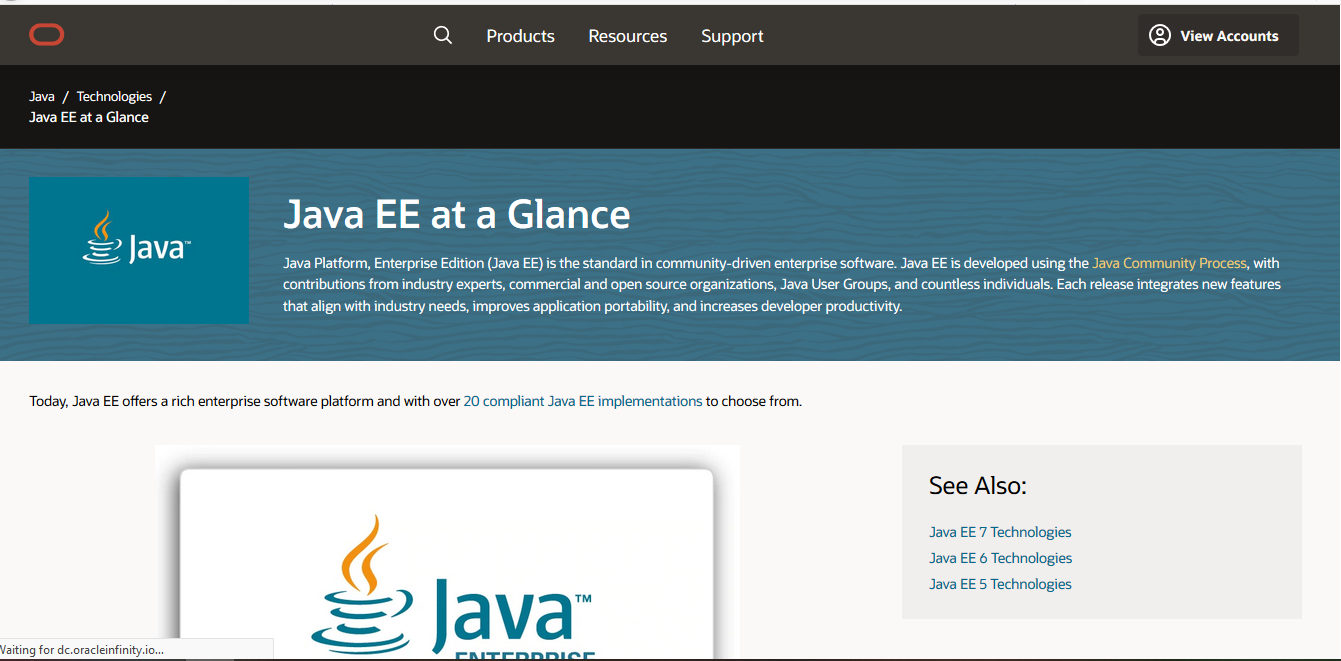 Products Resources Support
View Accounts
Java / Technologies /
Java EE at a Glance
Java™
Java EE at a Glance
Java Platform, Enterprise Edition (Java EE) is the standard in community-driven enterprise software. Java EE is developed using the Java Community Process, with
contributions from industry experts, commercial and open source organizations, Java User Groups, and countless individuals. Each release integrates new features
that align with industry needs, improves application portability, and increases developer productivity.
Today, Java EE offers a rich enterprise software platform and with over 20 compliant Java EE implementations to choose from.
Java™
ENTERPRISE
See Also:
Java EE 7 Technologies
Java EE 6 Technologies
Java EE 5 Technologies
Waiting for dc.oracleinfinity.io...